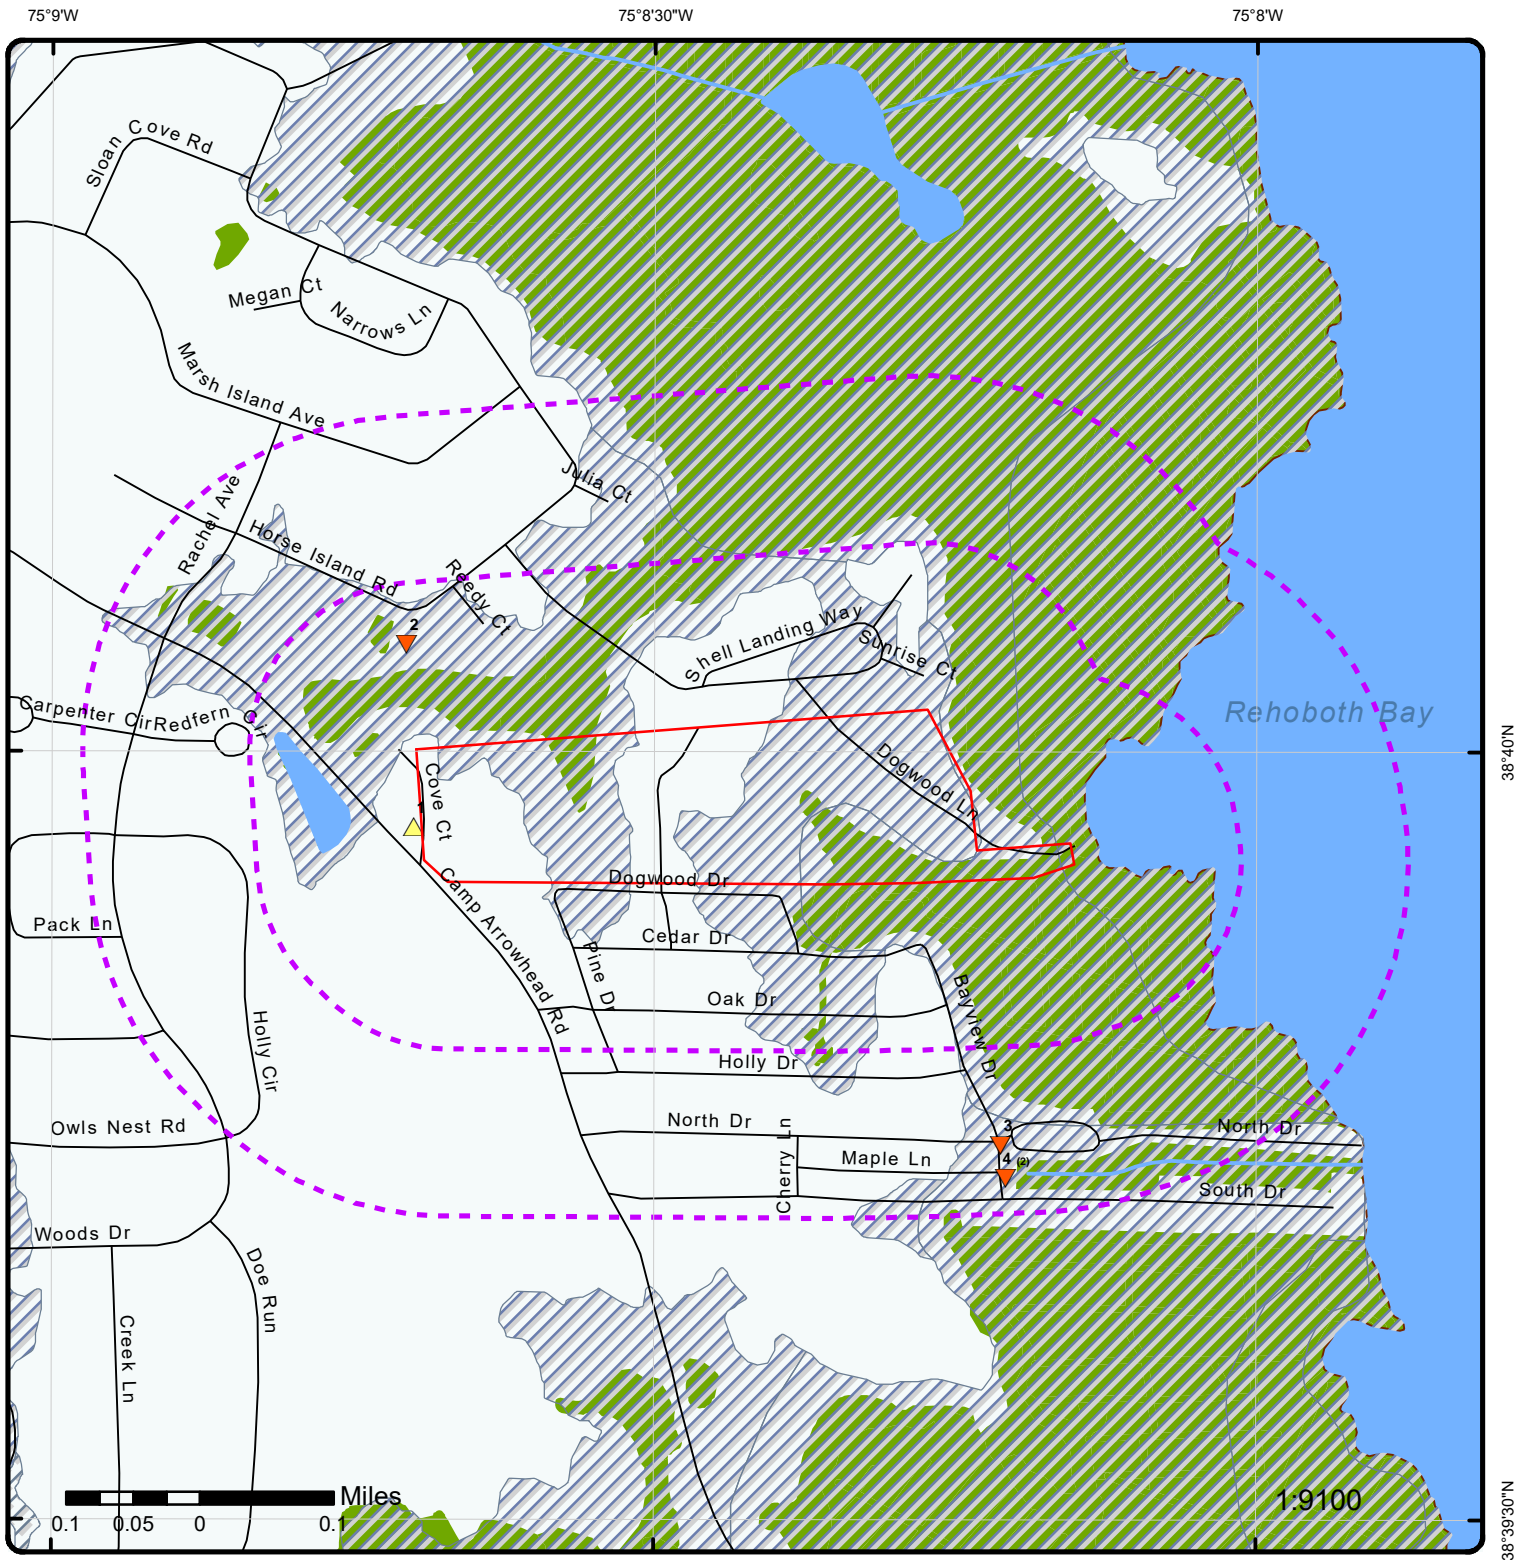 75°9'W
75°8'30"W
75°8'W
Sloan Cove Rd
Megan Ct
Narrows Ln
Marsh Island Ave
Julia Ct
Rachel Ave
Horse Island Rd
Reedy Ct
2
Shell Landing Way
Sunrise Ct
Carpenter Cir
Redfern Cir
Rehoboth Bay
38°40'N
Cove Ct
Dogwood Ln
Camp Arrowhead Rd
Dogwood Dr
Pack Ln
Cedar Dr
Pine Dr
Oak Dr
Bayview Dr
Holly Cir
Holly Dr
Owls Nest Rd
North Dr
3
North Dr
Cherry Ln
Maple Ln
4 (2)
South Dr
Woods Dr
Doe Run
Creek Ln
Miles
0.1 0.05 0 0.1
1:9100
38°39'30"N